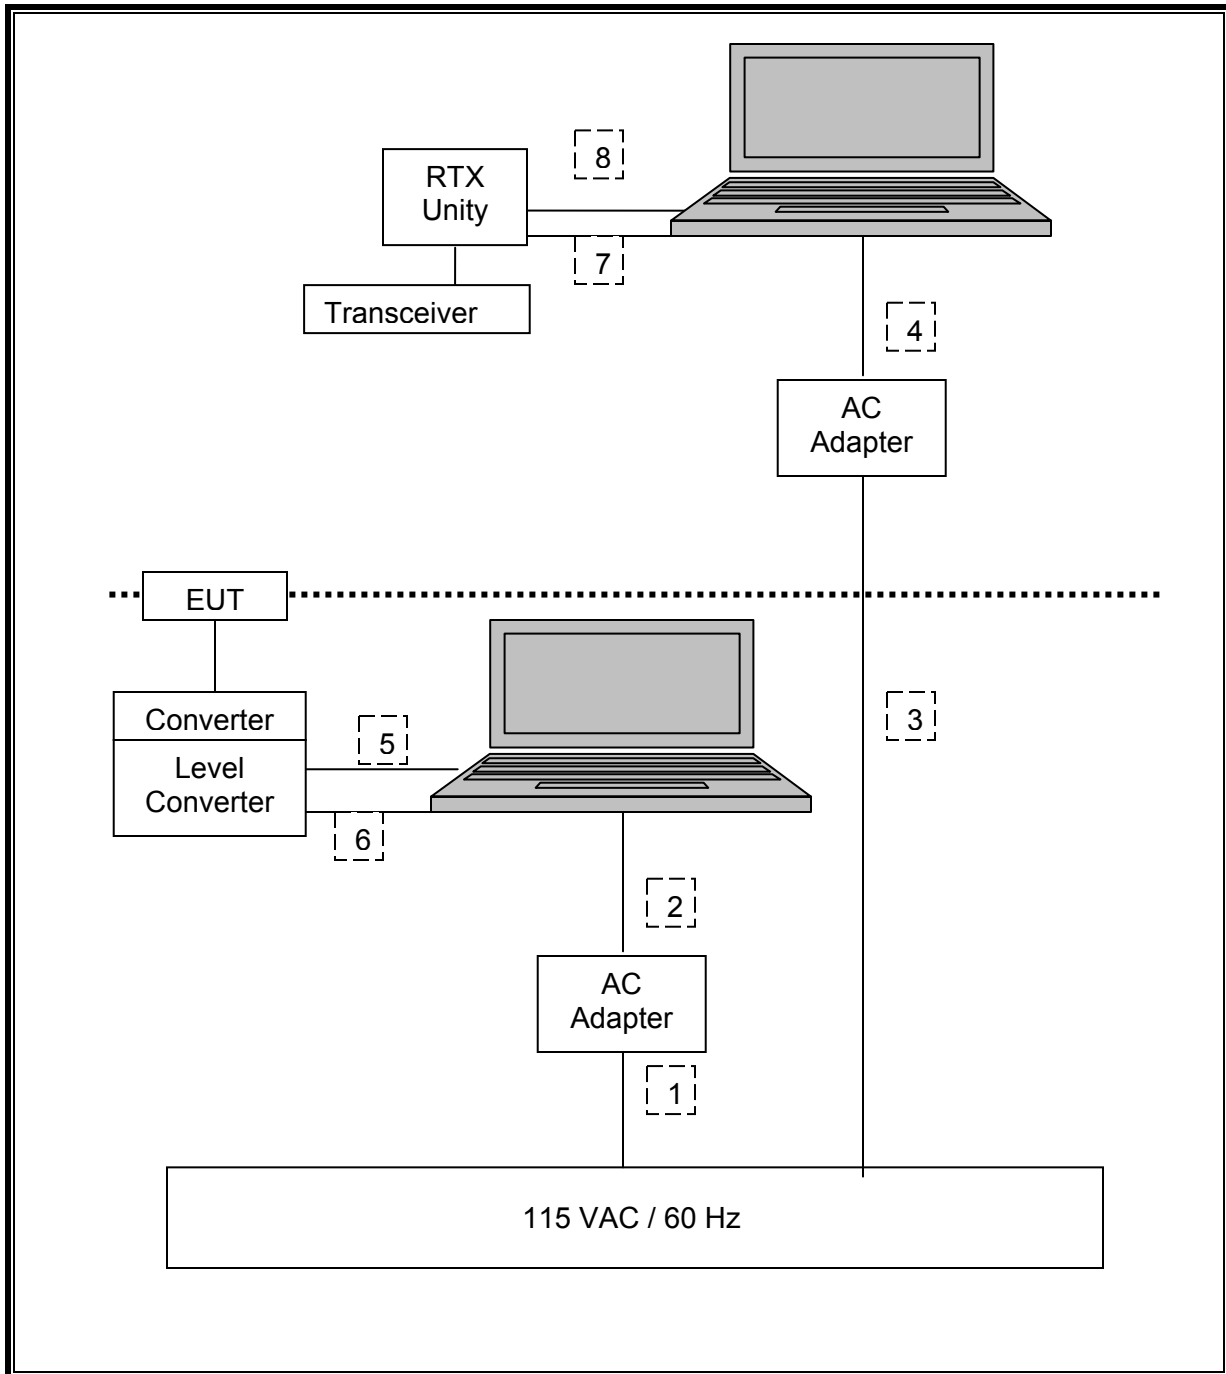 8
RTX
Unity
7
Transceiver
4
AC
Adapter
EUT
3
Converter
5
Level
Converter
6
2
AC
Adapter
1
115 VAC / 60 Hz